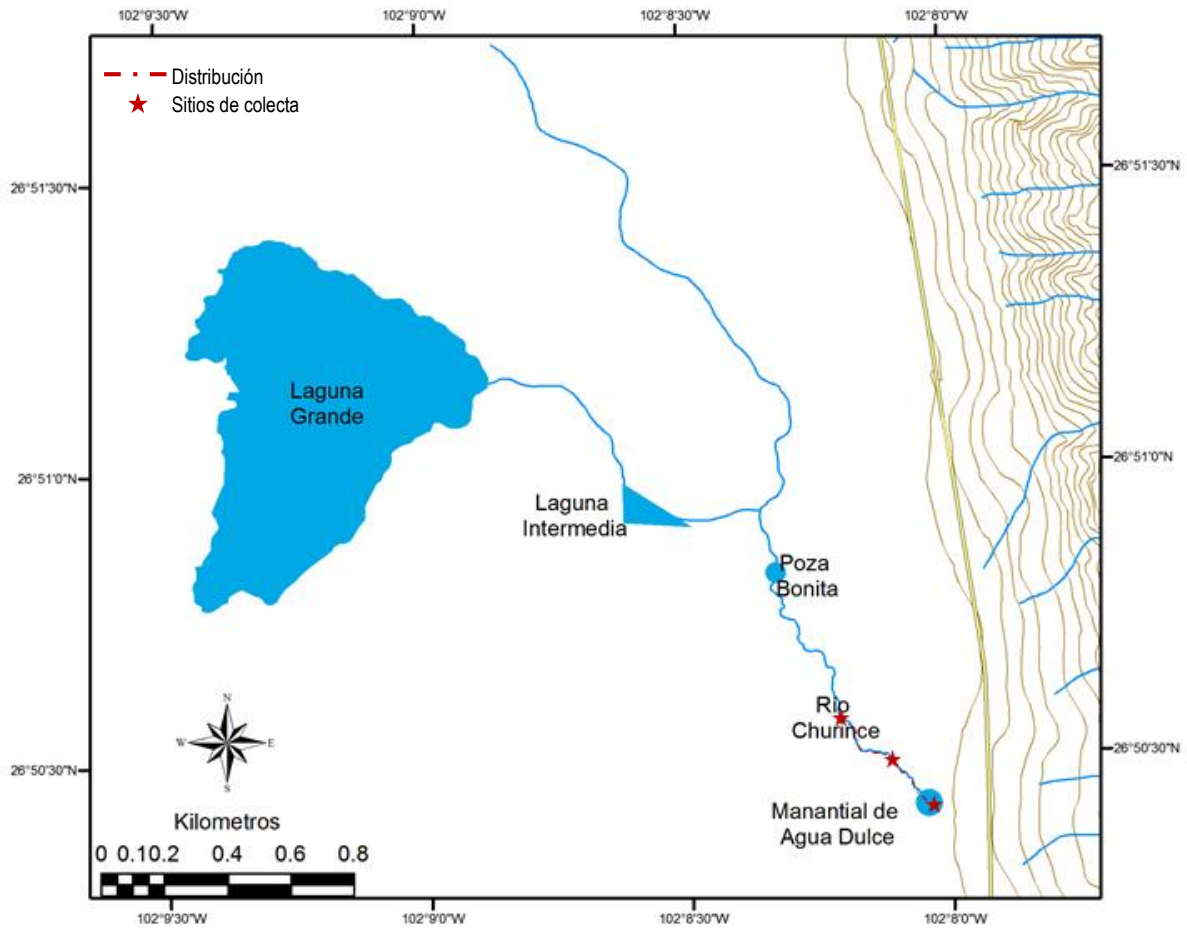 102°9'30"W 102°9'0"W 102°8'30"W 102°8'0"W
Distribución
Sitios de colecta
26°51'30"N
26°51'30"N
Laguna
Grande
26°51'0"N
26°51'0"N
Laguna
Intermedia
Poza
Bonita
Río
Churince
26°50'30"N
26°50'30"N
N
W E
S
Manantial de
Agua Dulce
Kilometros
0 0.10.2 0.4 0.6 0.8
102°9'30"W 102°9'0"W 102°8'30"W 102°8'0"W